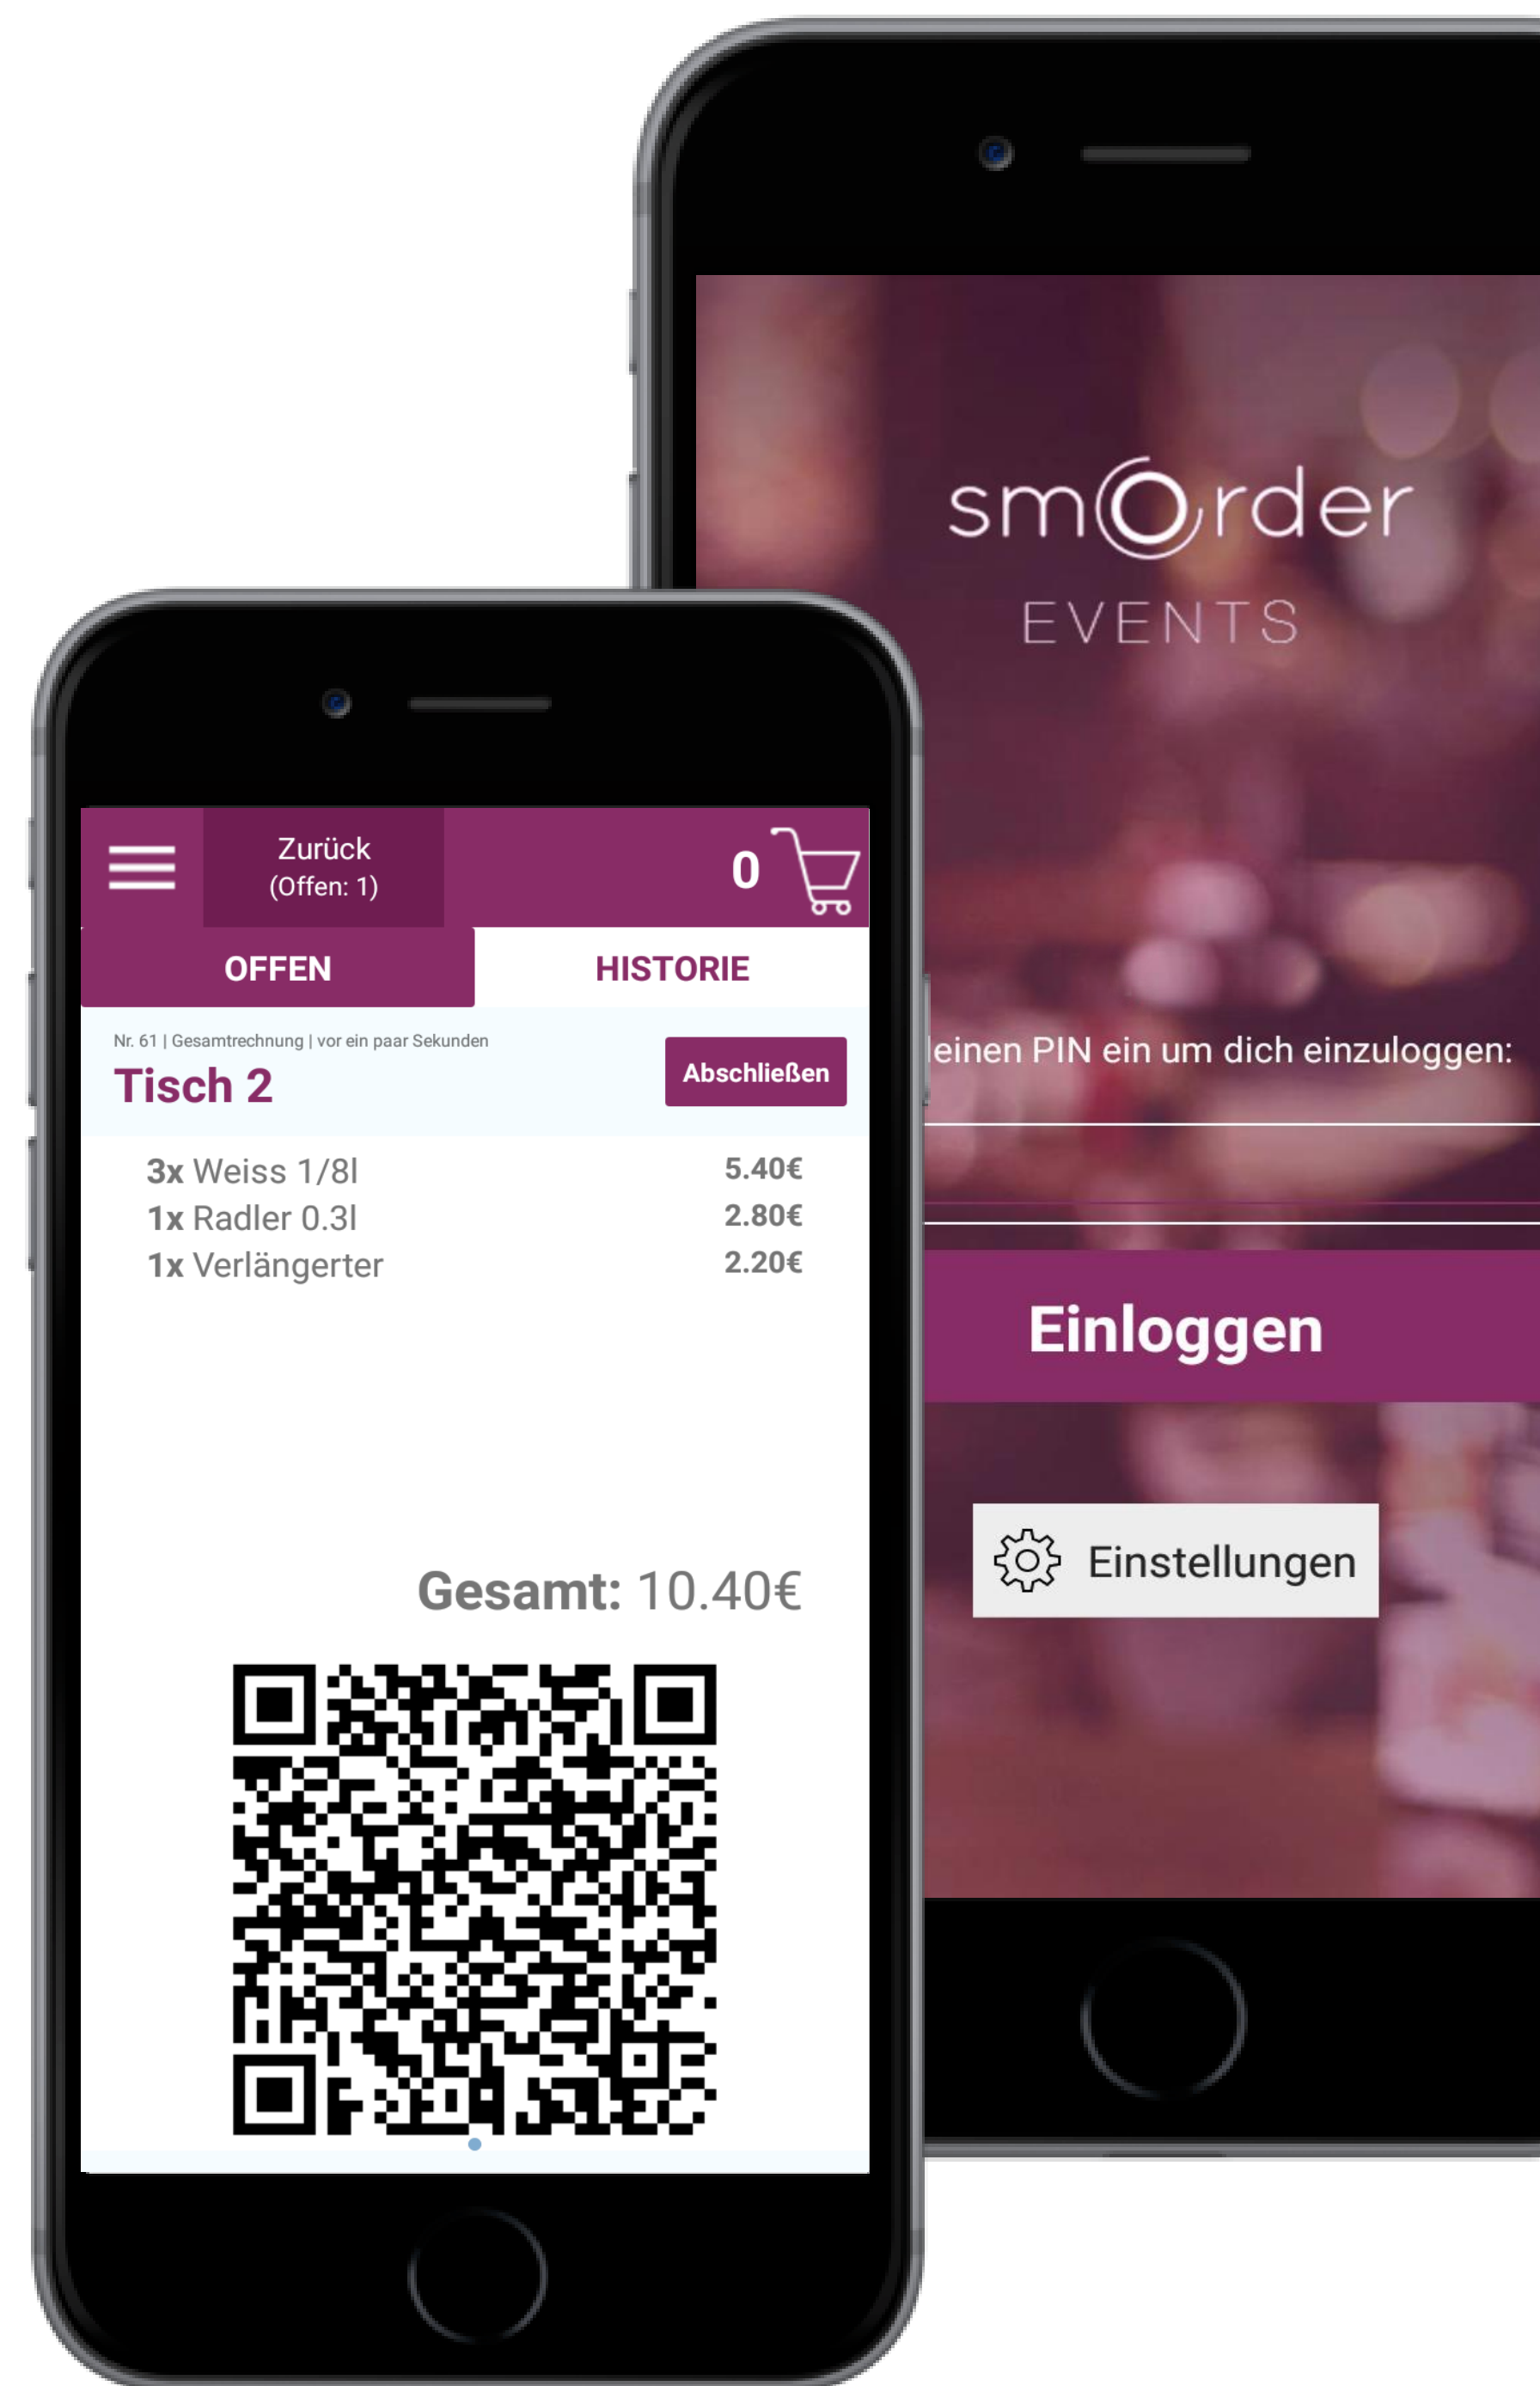 smOrder
EVENTS
einen PIN ein um dich einzuloggen:
Einloggen
Einstellungen
Zurück
(Offen: 1)
0
OFFEN HISTORIE
Nr. 61 | Gesamtrechnung | vor ein paar Sekunden
Tisch 2
Abschließen
3x Weiss 1/8l 5.40€
1x Radler 0.3l 2.80€
1x Verlängerter 2.20€
Gesamt: 10.40€